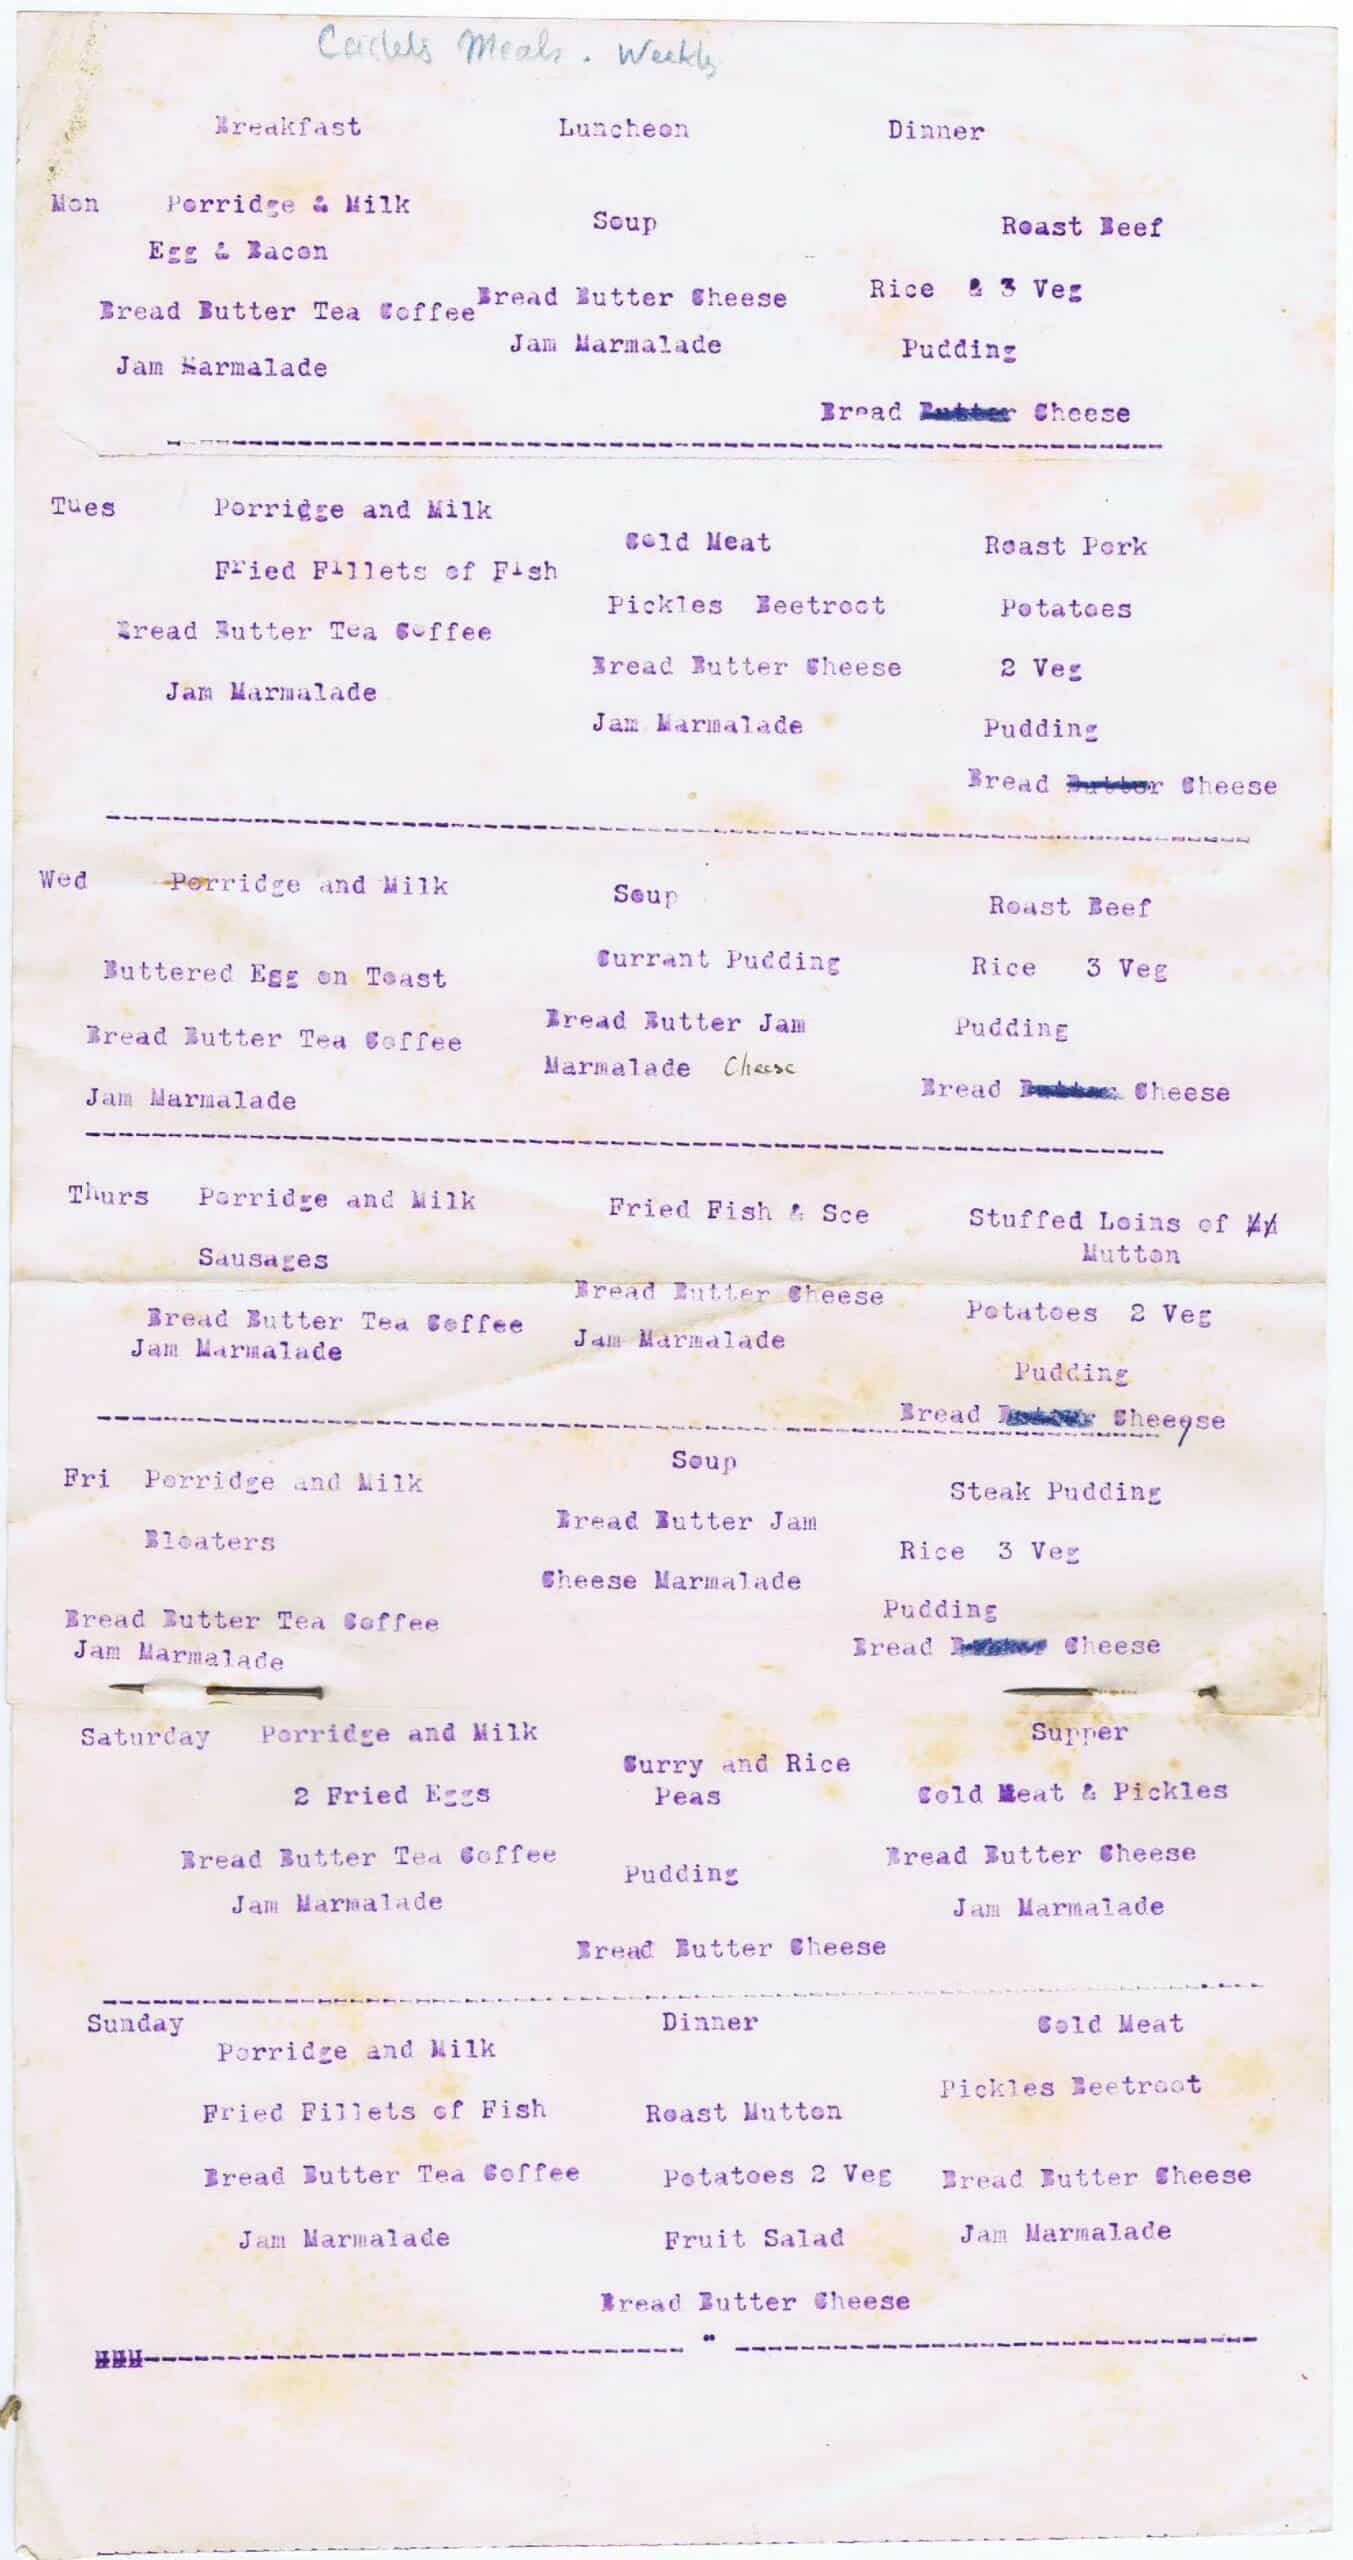 Cadets Meals. Weekly
Breakfast Luncheon Dinner
Mon Porridge & Milk
Soup Roast Beef
Egg & Bacon
Bread Butter Tea Coffee Bread Butter Cheese Rice & 3 Veg
Jam Marmalade Jam Marmalade Pudding
Bread Butter Cheese
Tues Porridge and Milk
Cold Meat Roast Pork
Fried Fillets of Fish
Pickles Beetroot Potatoes
Bread Butter Tea Coffee
Bread Butter Cheese 2 Veg
Jam Marmalade
Jam Marmalade Pudding
Bread Butter Cheese
Wed Porridge and Milk Soup Roast Beef
Buttered Egg on Toast Currant Pudding Rice 3 Veg
Bread Butter Tea Coffee Bread Butter Jam Pudding
Marmalade Cheese
Jam Marmalade Bread Butter Cheese
Thurs Porridge and Milk Fried Fish & Sce Stuffed Loins of
Sausages Mutton
Bread Butter Tea Coffee Bread Butter Cheese Potatoes 2 Veg
Jam Marmalade Jam Marmalade
Pudding
Bread Butter Cheeese
Soup
Fri Porridge and Milk Steak Pudding
Bloaters Bread Butter Jam Rice 3 Veg
Cheese Marmalade Pudding
Bread Butter Tea Coffee Bread Butter Cheese
Jam Marmalade
Saturday Porridge and Milk Supper
Curry and Rice
2 Fried Eggs Peas Cold Meat & Pickles
Bread Butter Tea Coffee Bread Butter Cheese
Pudding
Jam Marmalade Jam Marmalade
Bread Butter Cheese
Sunday Dinner Cold Meat
Porridge and Milk
Pickles Beetroot
Fried Fillets of Fish Roast Mutton
Bread Butter Tea Coffee Potatoes 2 Veg Bread Butter Cheese
Jam Marmalade Fruit Salad Jam Marmalade
Bread Butter Cheese